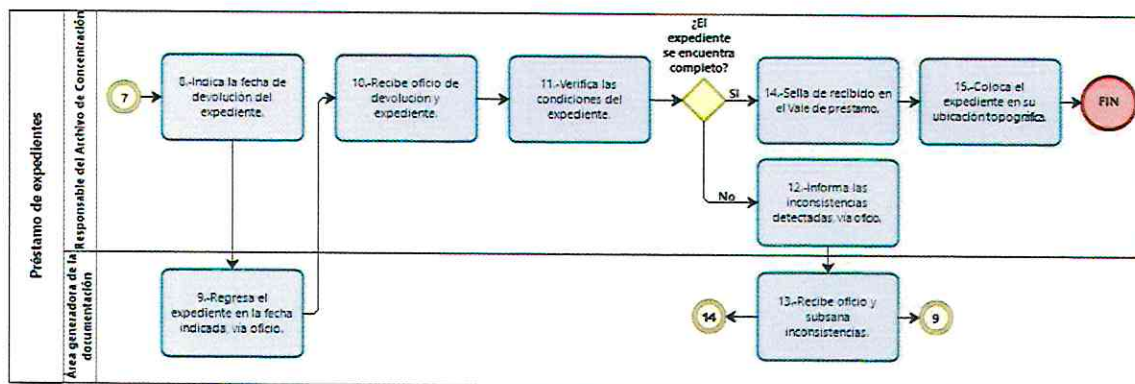 Préstamo de expedientes
Responsable del Archivo de Concentración
7
8.-Indica la fecha de
devolución del
expediente.
10.-Recibe oficio de
devolución y
expediente.
11.-Verifica las
condiciones del
expediente.
¿El
expediente
se encuentra
completo?
Si
14.-Sella de recibido en
el Vale de préstamo.
15.-Coloca el
expediente en su
ubicación topográfica.
FIN
No
12.-Informa las
inconsistencias
detectadas, vía oficio.
Área generadora de la
documentación
9.-Regresa el
expediente en la fecha
indicada, vía oficio.
14
13.-Recibe oficio y
subsana
inconsistencias.
9